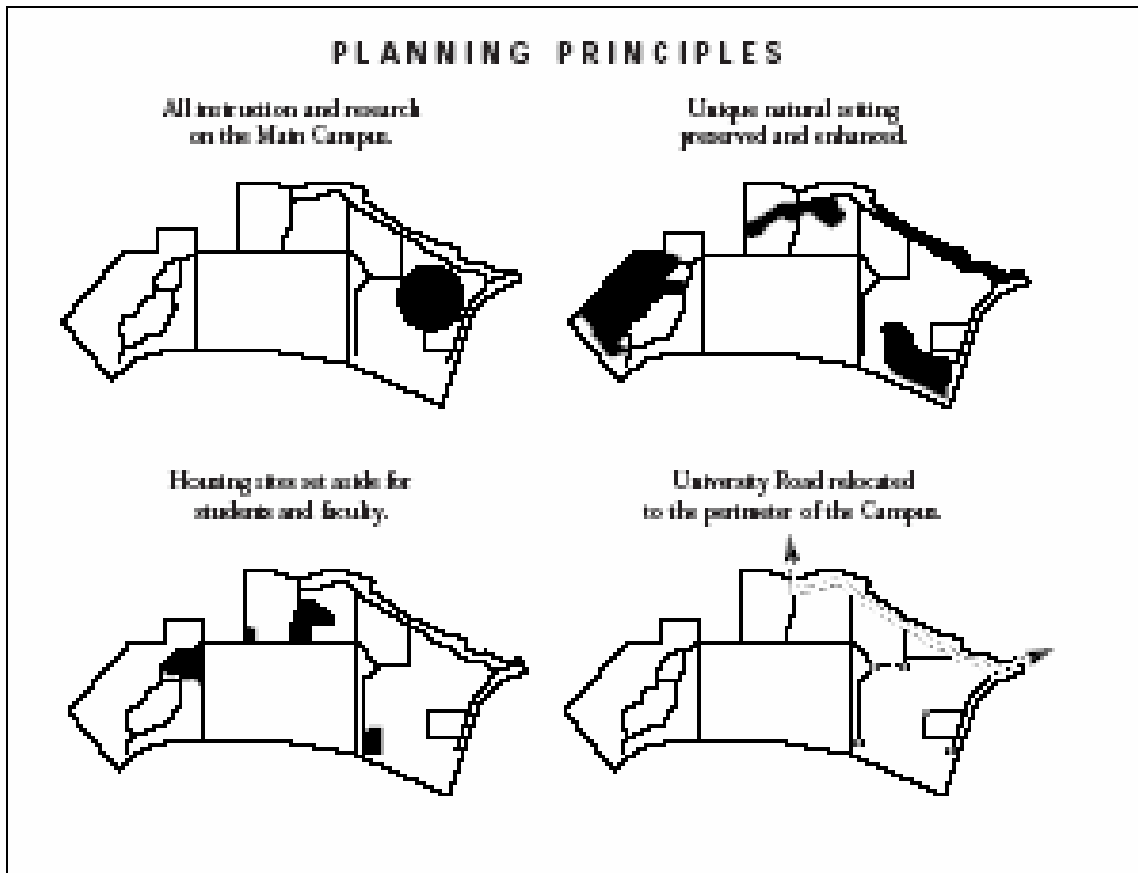 PLANNING PRINCIPLES
All instruction and research
on the Main Campus.
Unique natural setting
preserved and enhanced.
Housing sites set aside for
students and faculty.
University Road relocated
to the perimeter of the Campus.